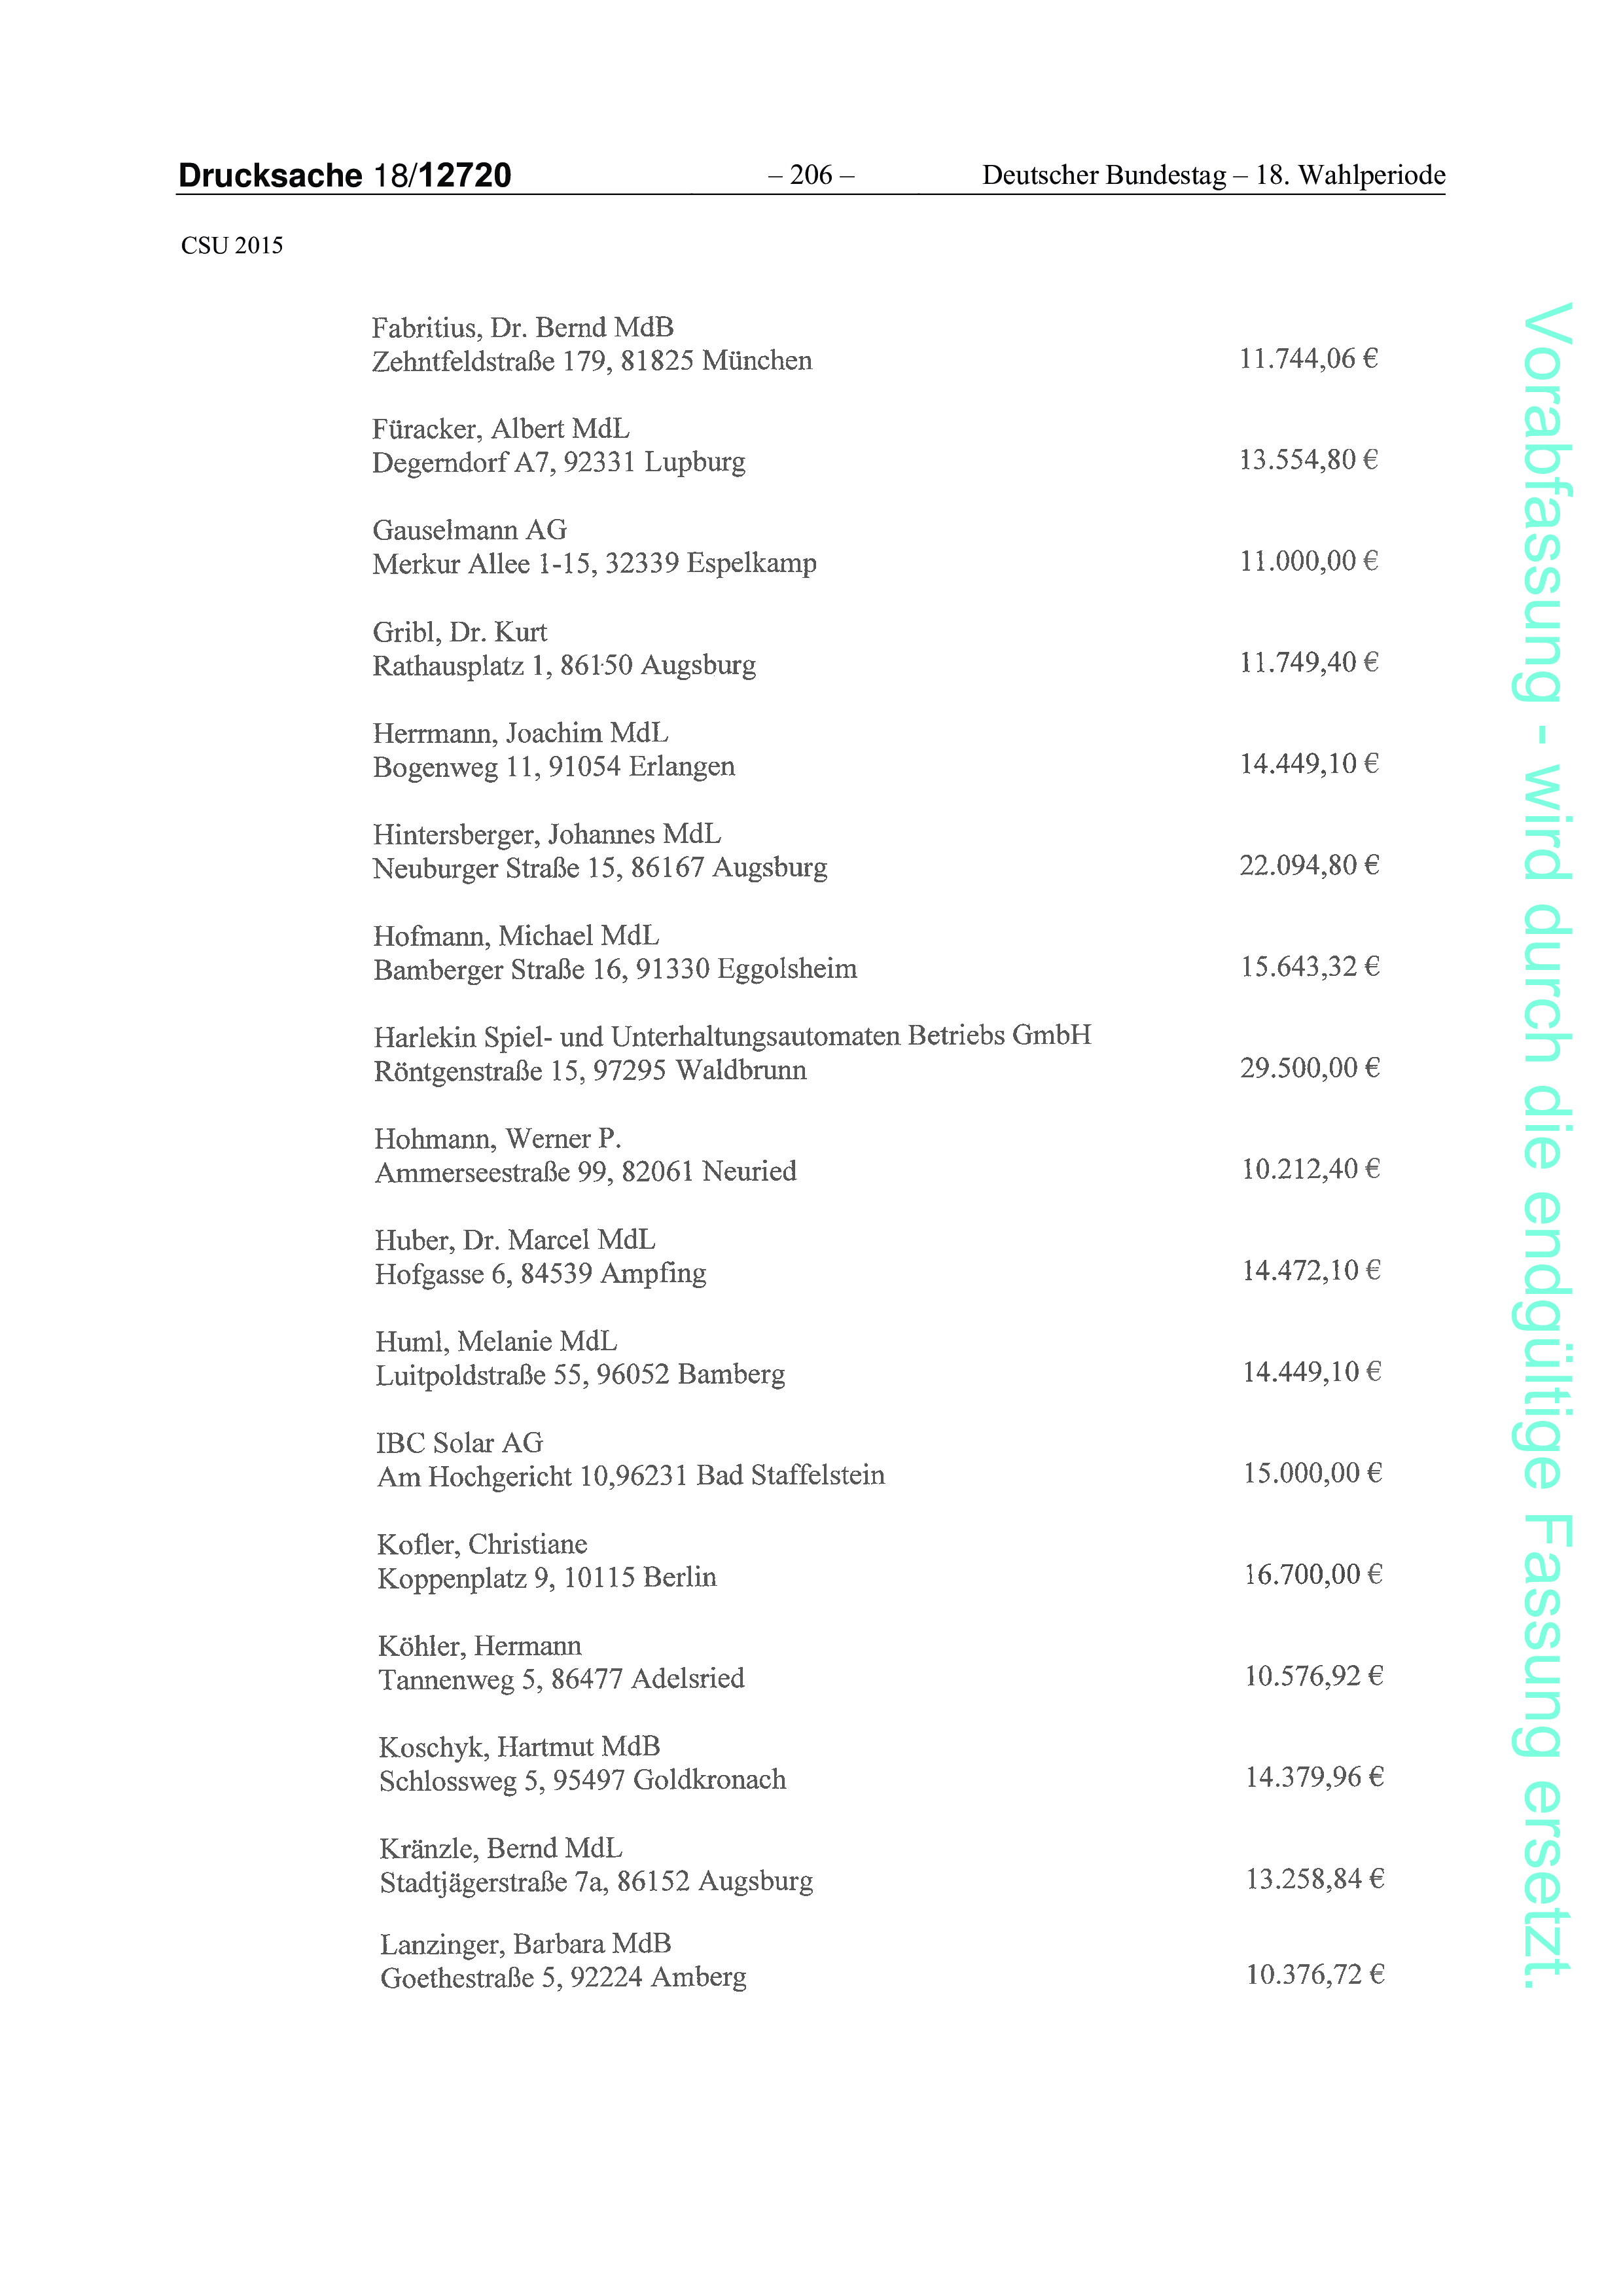 Drucksache 18/12720 – 206 – Deutscher Bundestag – 18. Wahlperiode
CSU 2015
Fabritius, Dr. Bernd MdB
Zehntfeldstraße 179, 81825 München 11.744,06 €
Füracker, Albert MdL
Degerndorf A7, 92331 Lupburg 13.554,80 €
Gauselmann AG
Merkur Allee 1-15, 32339 Espelkamp 11.000,00 €
Gribl, Dr. Kurt
Rathausplatz 1, 86150 Augsburg 11.749,40 €
Herrmann, Joachim MdL
Bogenweg 11, 91054 Erlangen 14.449,10 €
Hintersberger, Johannes MdL
Neuburger Straße 15, 86167 Augsburg 22.094,80 €
Hofmann, Michael MdL
Bamberger Straße 16, 91330 Eggolsheim 15.643,32 €
Harlekin Spiel- und Unterhaltungsautomaten Betriebs GmbH
Röntgenstraße 15, 97295 Waldbrunn 29.500,00 €
Hohmann, Werner P.
Ammerseestraße 99, 82061 Neuried 10.212,40 €
Huber, Dr. Marcel MdL
Hofgasse 6, 84539 Ampfing 14.472,10 €
Huml, Melanie MdL
Luitpoldstraße 55, 96052 Bamberg 14.449,10 €
IBC Solar AG
Am Hochgericht 10,96231 Bad Staffelstein 15.000,00 €
Kofler, Christiane
Koppenplatz 9, 10115 Berlin 16.700,00 €
Köhler, Hermann
Tannenweg 5, 86477 Adelsried 10.576,92 €
Koschyk, Hartmut MdB
Schlossweg 5, 95497 Goldkronach 14.379,96 €
Kränzle, Bernd MdL
Stadtjägerstraße 7a, 86152 Augsburg 13.258,84 €
Lanzinger, Barbara MdB
Goethestraße 5, 92224 Amberg 10.376,72 €
Vorabfassung - wird durch die endgültige Fassung ersetzt.